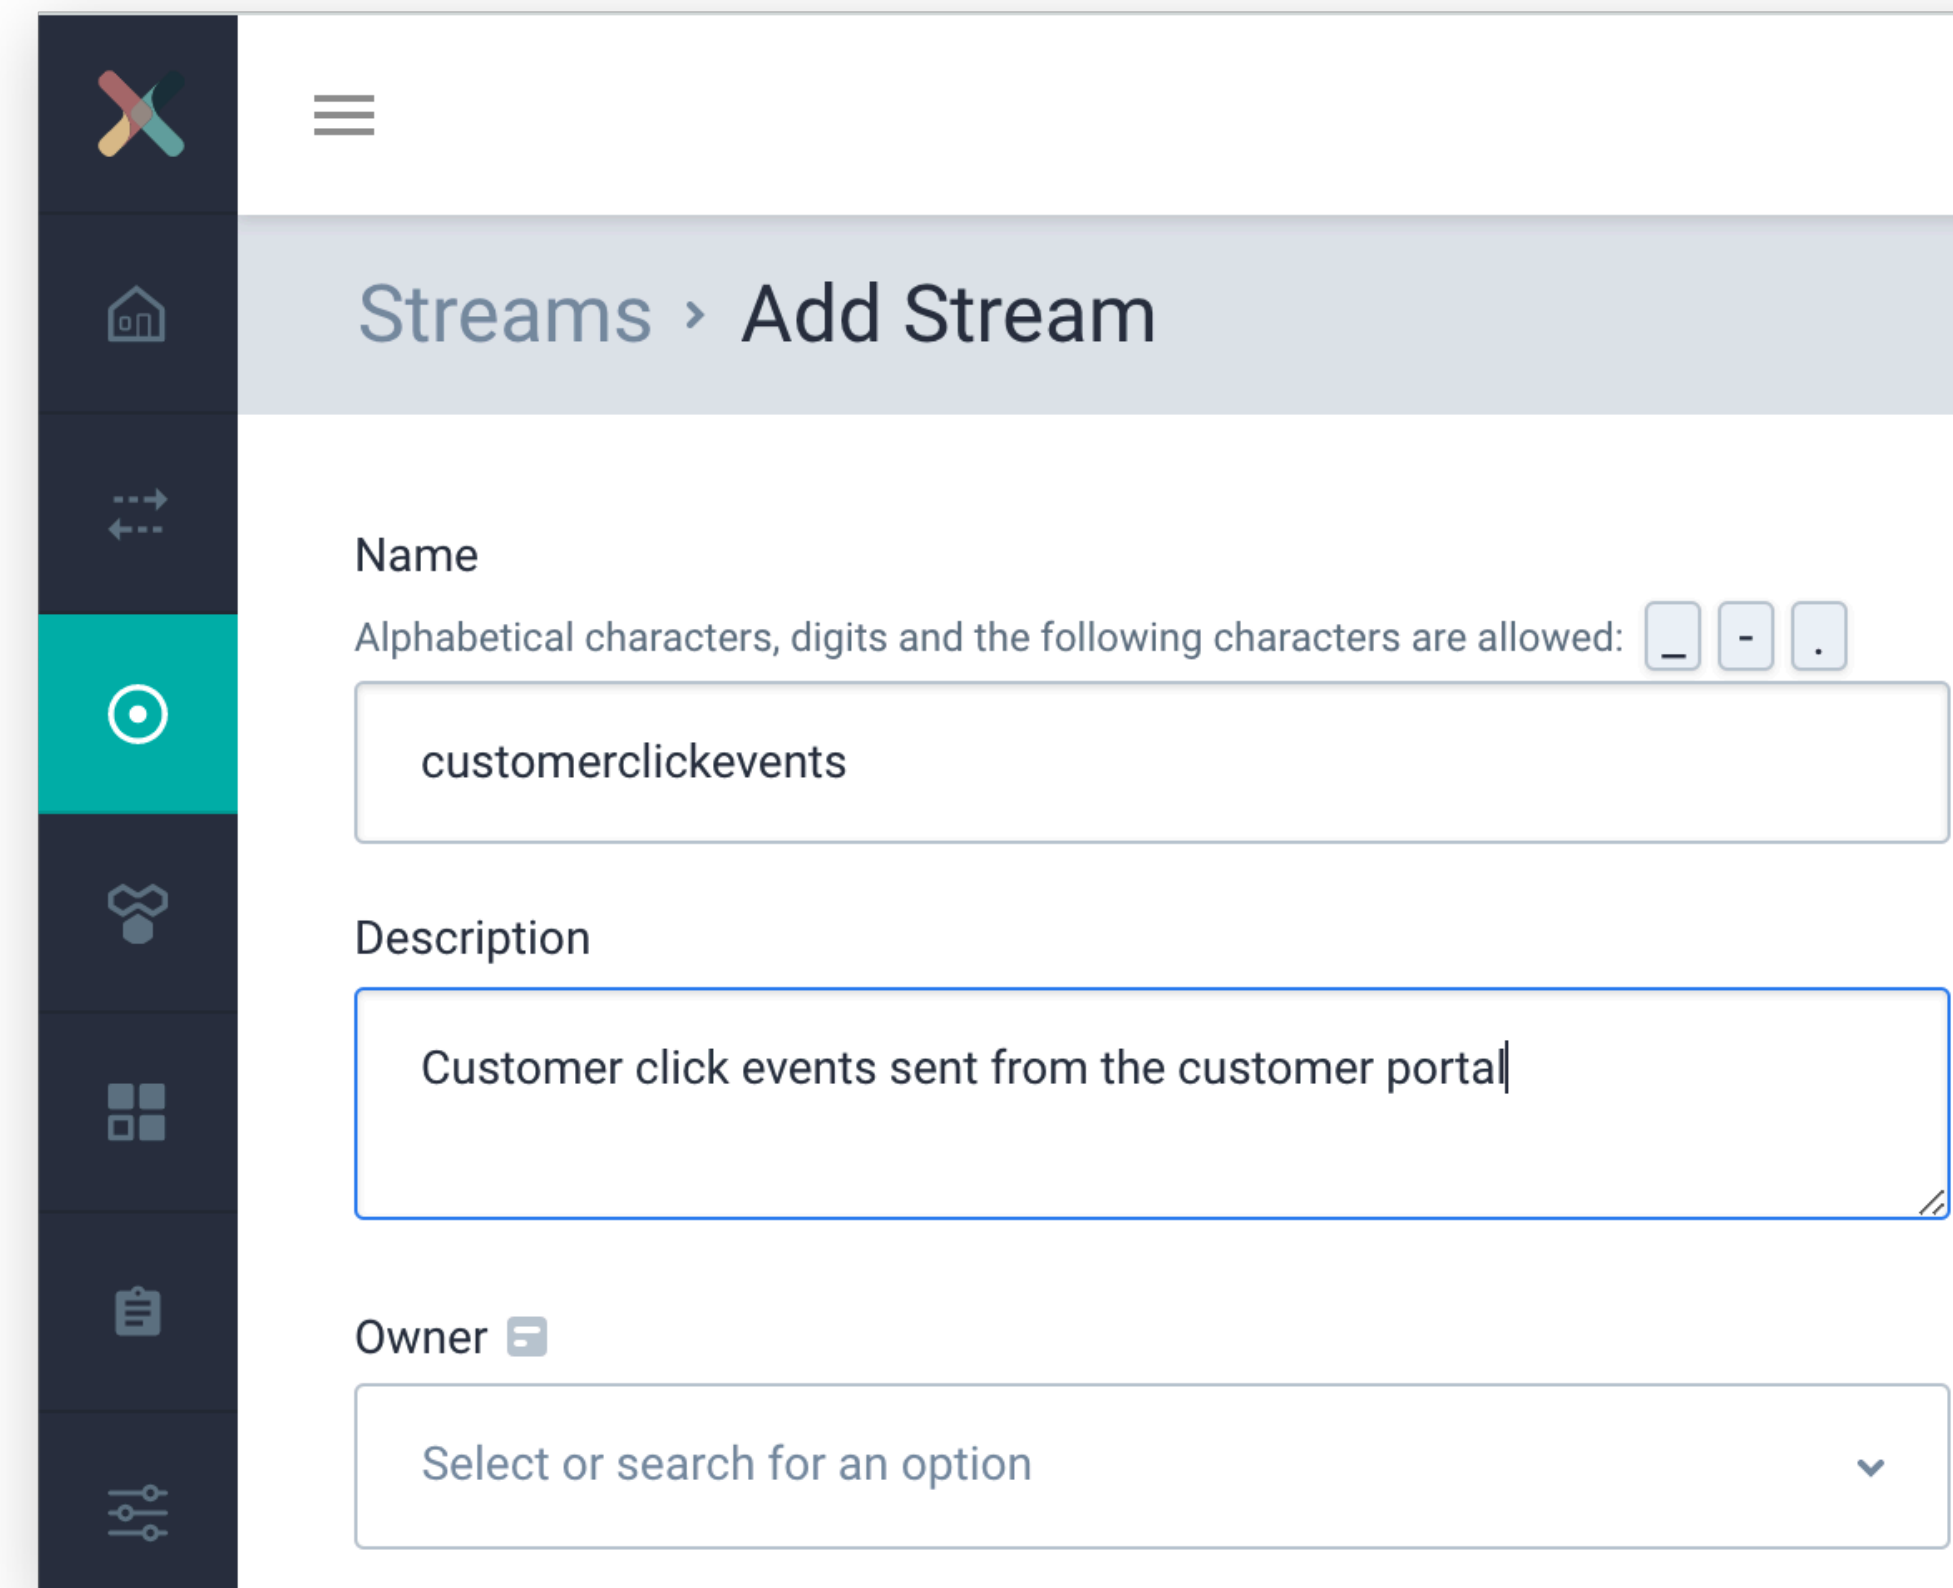 Streams › Add Stream
Name
Alphabetical characters, digits and the following characters are allowed: _ - .
customerclickevents
Description
Customer click events sent from the customer portal
Owner
Select or search for an option